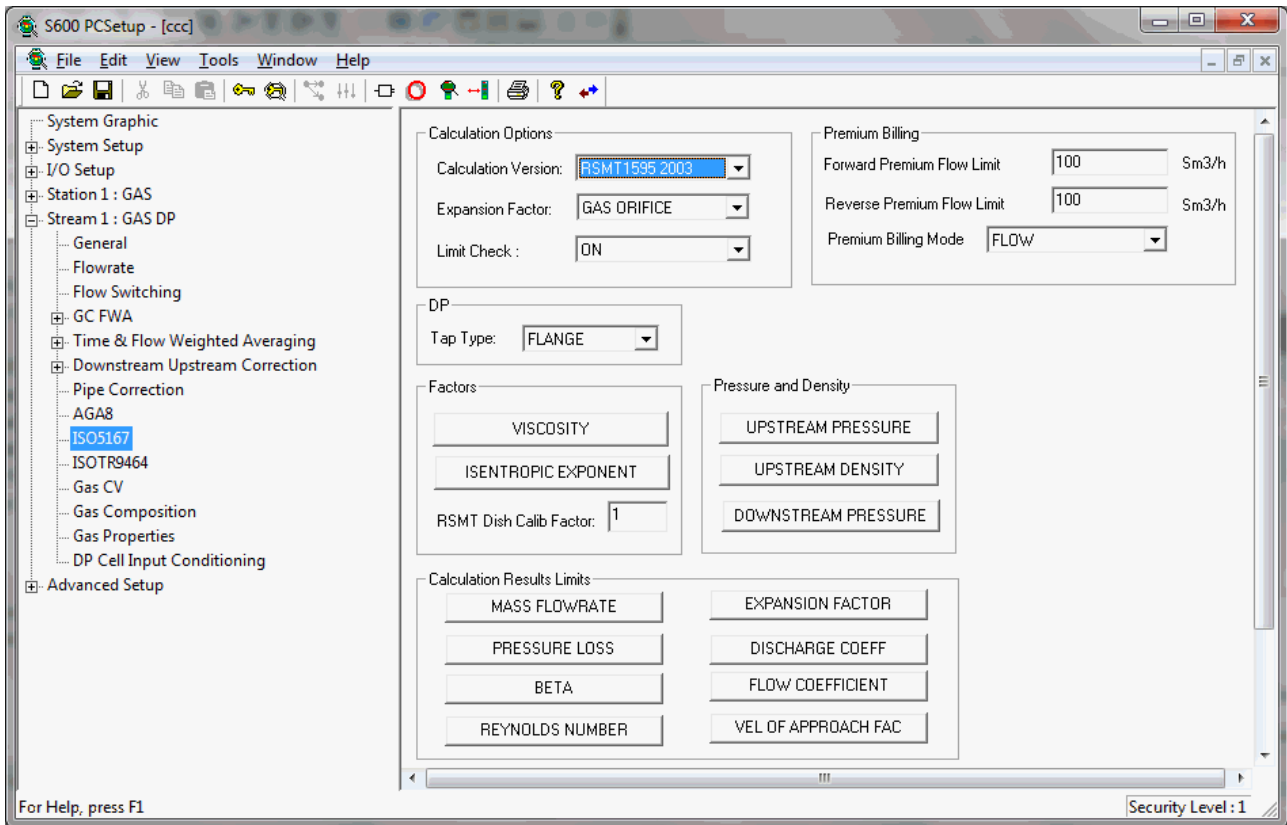 S600 PCSetup - [ccc]
File Edit View Tools Window Help
System Graphic
System Setup
I/O Setup
Station 1 : GAS
Stream 1 : GAS DP
General
Flowrate
Flow Switching
GC FWA
Time & Flow Weighted Averaging
Downstream Upstream Correction
Pipe Correction
AGA8
ISO5167
ISOTR9464
Gas CV
Gas Composition
Gas Properties
DP Cell Input Conditioning
Advanced Setup
Calculation Options
Calculation Version: RSMT1595 2003
Expansion Factor: GAS ORIFICE
Limit Check : ON
Premium Billing
Forward Premium Flow Limit 100 Sm3/h
Reverse Premium Flow Limit 100 Sm3/h
Premium Billing Mode FLOW
DP
Tap Type: FLANGE
Factors
VISCOSITY
ISENTROPIC EXPONENT
RSMT Dish Calib Factor: 1
Pressure and Density
UPSTREAM PRESSURE
UPSTREAM DENSITY
DOWNSTREAM PRESSURE
Calculation Results Limits
MASS FLOWRATE EXPANSION FACTOR
PRESSURE LOSS DISCHARGE COEFF
BETA FLOW COEFFICIENT
REYNOLDS NUMBER VEL OF APPROACH FAC
For Help, press F1
Security Level : 1